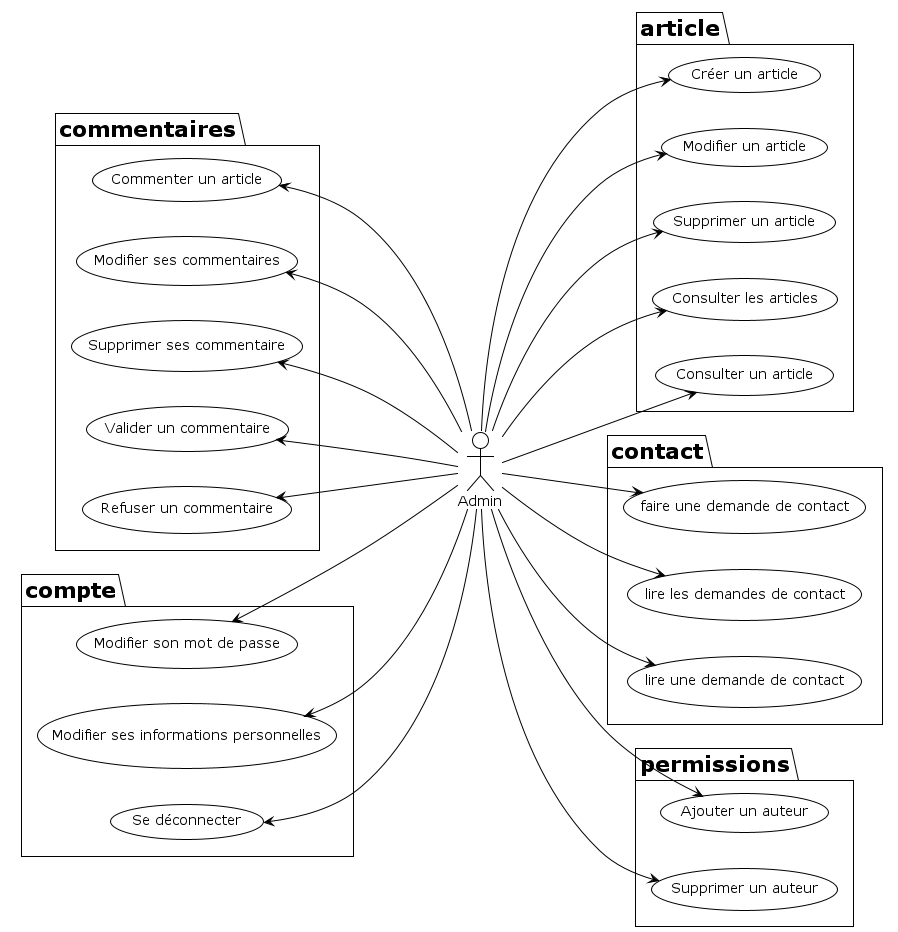 commentaires
Commenter un article
Modifier ses commentaires
Supprimer ses commentaire
Valider un commentaire
Refuser un commentaire
compte
Modifier son mot de passe
Modifier ses informations personnelles
Se déconnecter
Admin
article
Créer un article
Modifier un article
Supprimer un article
Consulter les articles
Consulter un article
contact
faire une demande de contact
lire les demandes de contact
lire une demande de contact
permissions
Ajouter un auteur
Supprimer un auteur